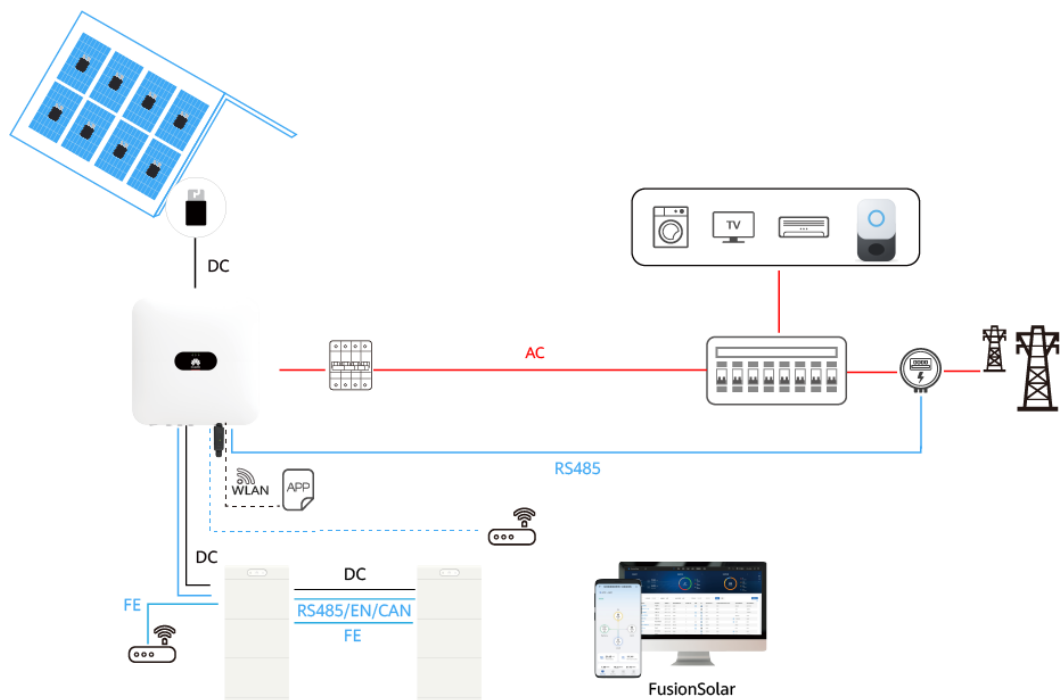 DC
TV
AC
RS485
WLAN
APP
DC
DC
RS485/EN/CAN
FE
FE
FusionSolar